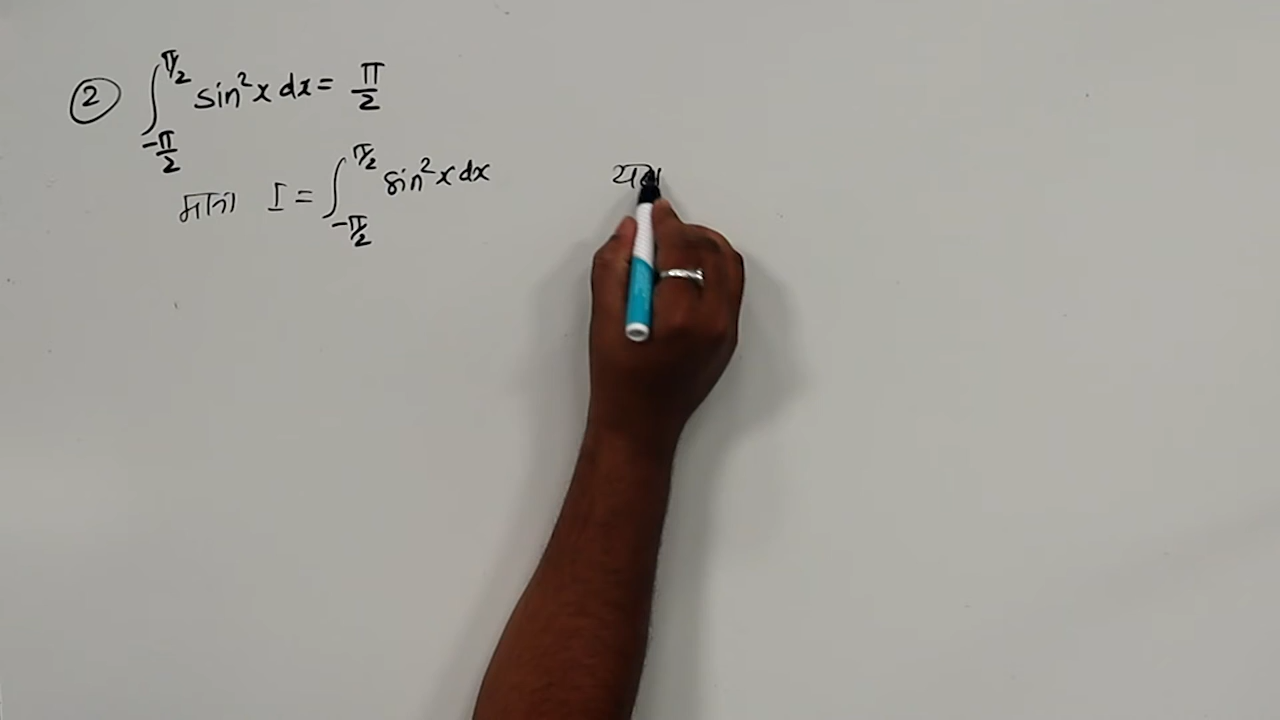 ② ∫_{-π/2}^{π/2} sin²x dx = π/2
माना I = ∫_{-π/2}^{π/2} sin²x dx